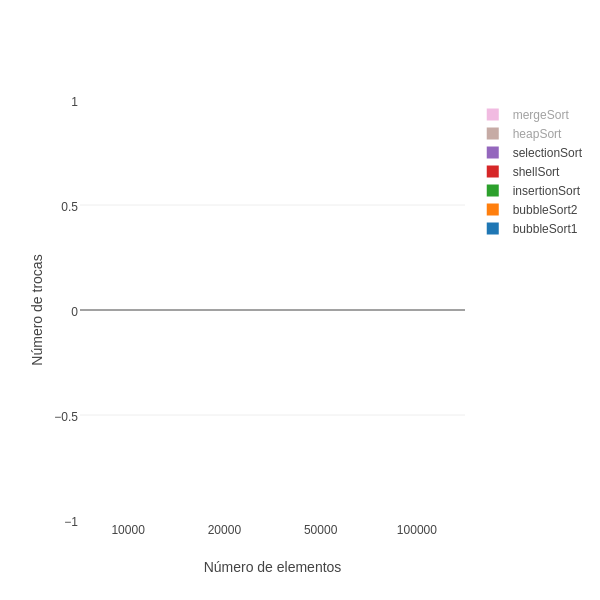 1
0.5
0
−0.5
−1
Número de trocas
10000
20000
50000
100000
Número de elementos
mergeSort
heapSort
selectionSort
shellSort
insertionSort
bubbleSort2
bubbleSort1